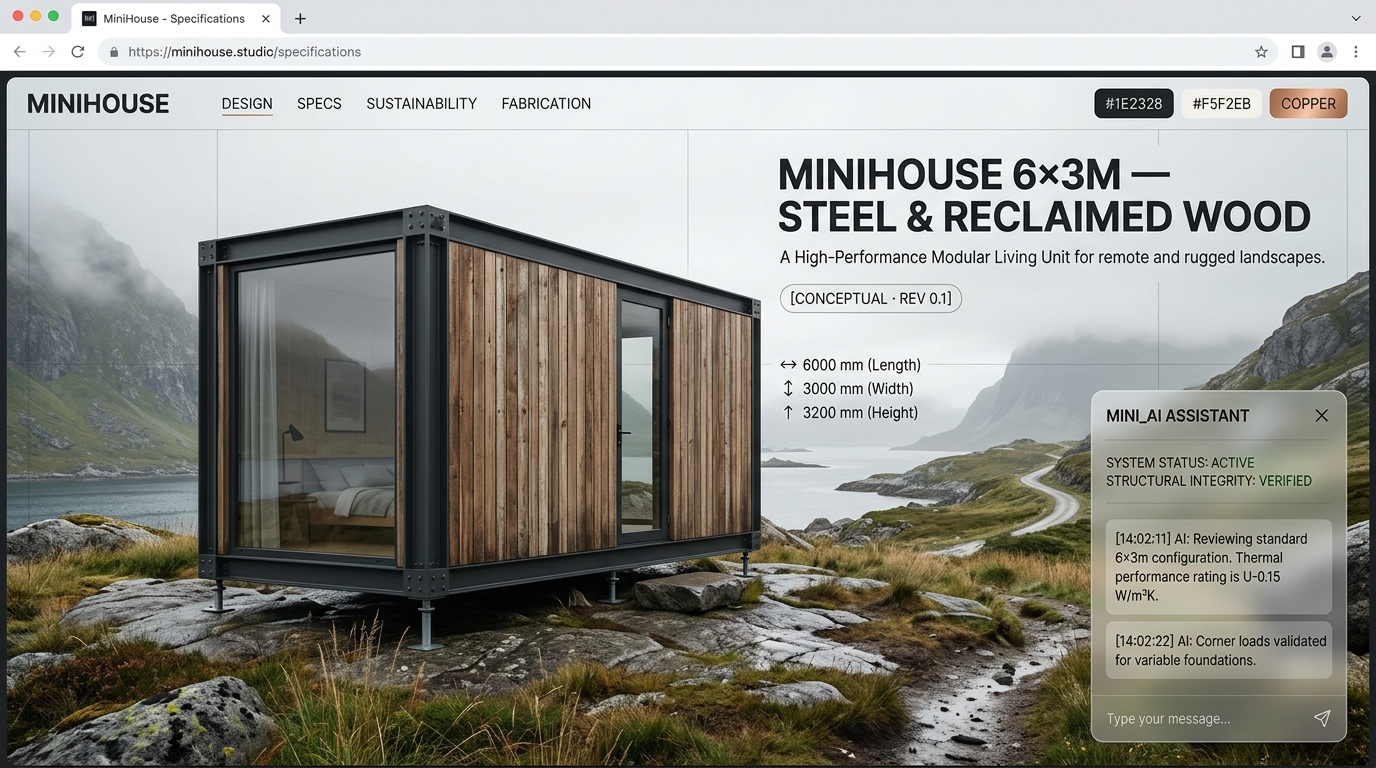 MiniHouse - Specifications
https://minihouse.studio/specifications
MINIHOUSE
DESIGN
SPECS
SUSTAINABILITY
FABRICATION
#1E2328
#F5F2EB
COPPER
MINIHOUSE 6×3M —
STEEL & RECLAIMED WOOD
A High-Performance Modular Living Unit for remote and rugged landscapes.
[CONCEPTUAL · REV 0.1]
↔ 6000 mm (Length)
↕ 3000 mm (Width)
↑ 3200 mm (Height)
MINI_AI ASSISTANT
SYSTEM STATUS: ACTIVE
STRUCTURAL INTEGRITY: VERIFIED
[14:02:11] AI: Reviewing standard
6×3m configuration. Thermal
performance rating is U-0.15
W/m³K.
[14:02:22] AI: Corner loads validated
for variable foundations.
Type your message...